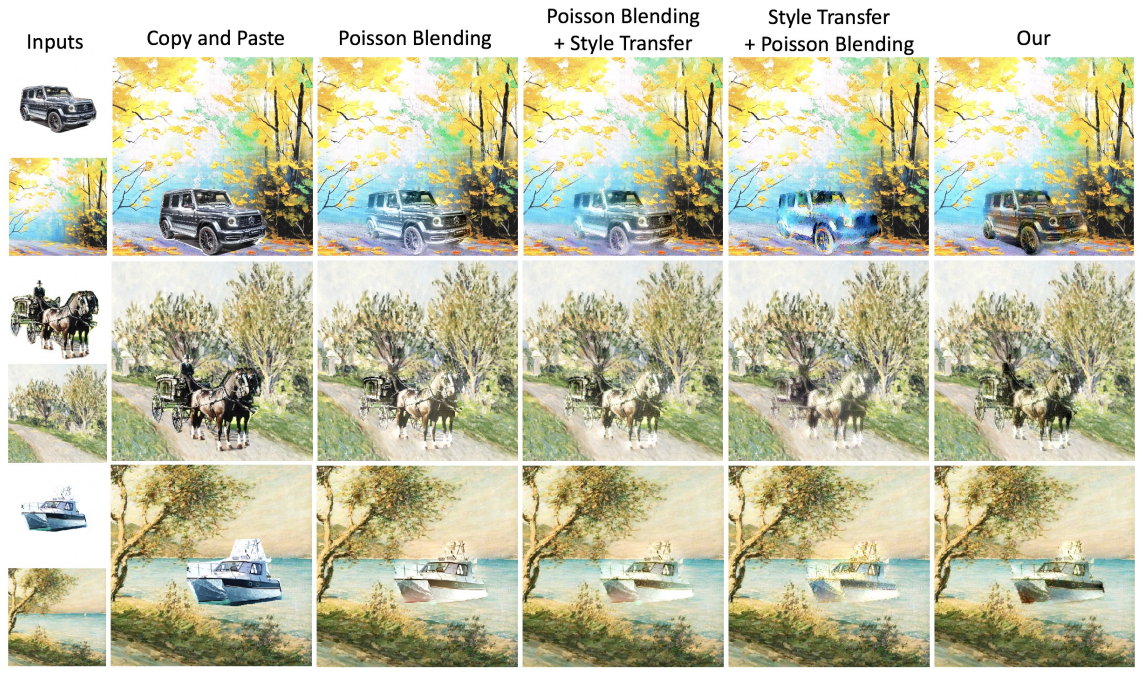 Inputs
Copy and Paste
Poisson Blending
Poisson Blending
+ Style Transfer
Style Transfer
+ Poisson Blending
Our